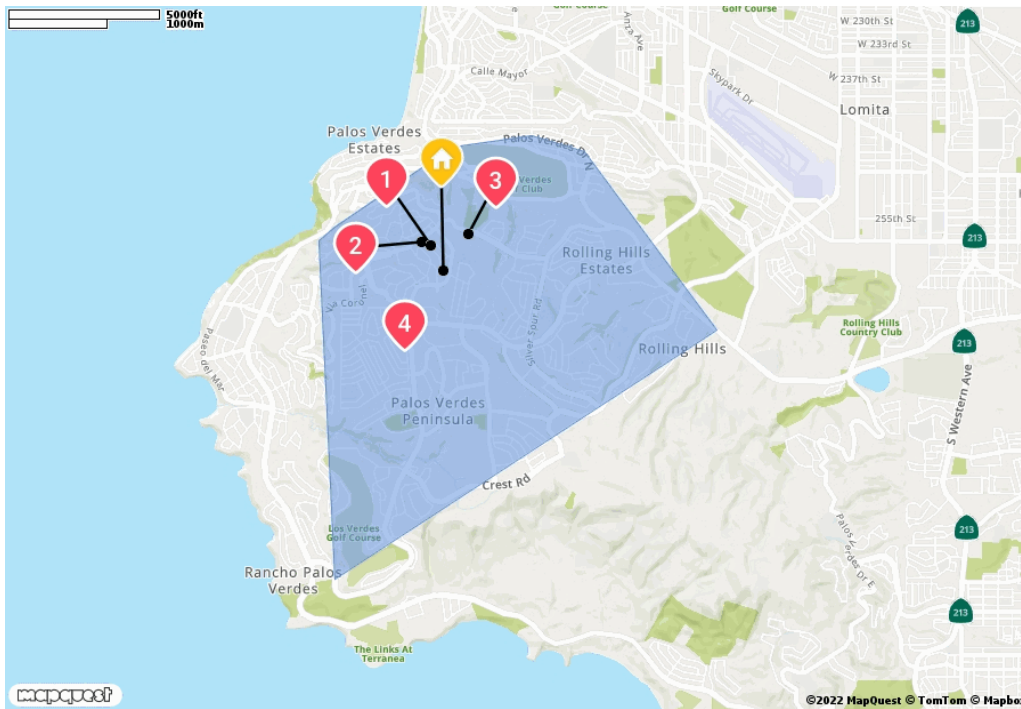 5000ft
1000m
Golf Course
Golf Course
213
W 230th St
Anza Ave
W 233rd St
Calle Mayor
W 237th St
Skypark Dr
Lomita
Palos Verdes
Estates
Palos Verdes Dr N
1
3
Verdes
Club
255th St
213
2
Rolling Hills
Estates
4
Silver Spur Rd
Rolling Hills
Country Club
Rolling Hills
213
Paseo del Mar
S Western Ave
Palos Verdes
Peninsula
Crest Rd
213
Los Verdes
Golf Course
Rancho Palos
Verdes
Palos Verdes Dr E
213
The Links At
Terranea
mapquest
©2022 MapQuest © TomTom © Mapbo